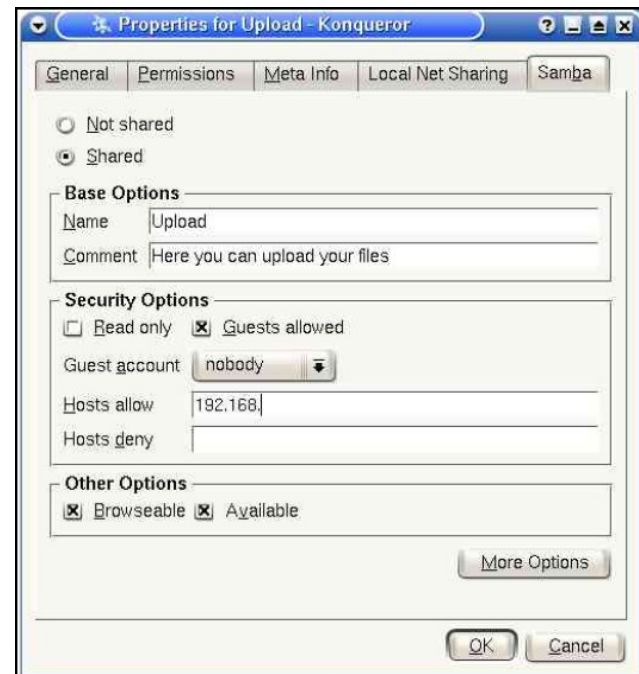 Properties for Upload - Konqueror
General Permissions Meta Info Local Net Sharing Samba
Not shared
Shared
Base Options
Name Upload
Comment Here you can upload your files
Security Options
Read only Guests allowed
Guest account nobody
Hosts allow 192.168.
Hosts deny
Other Options
Browseable Available
More Options
OK Cancel